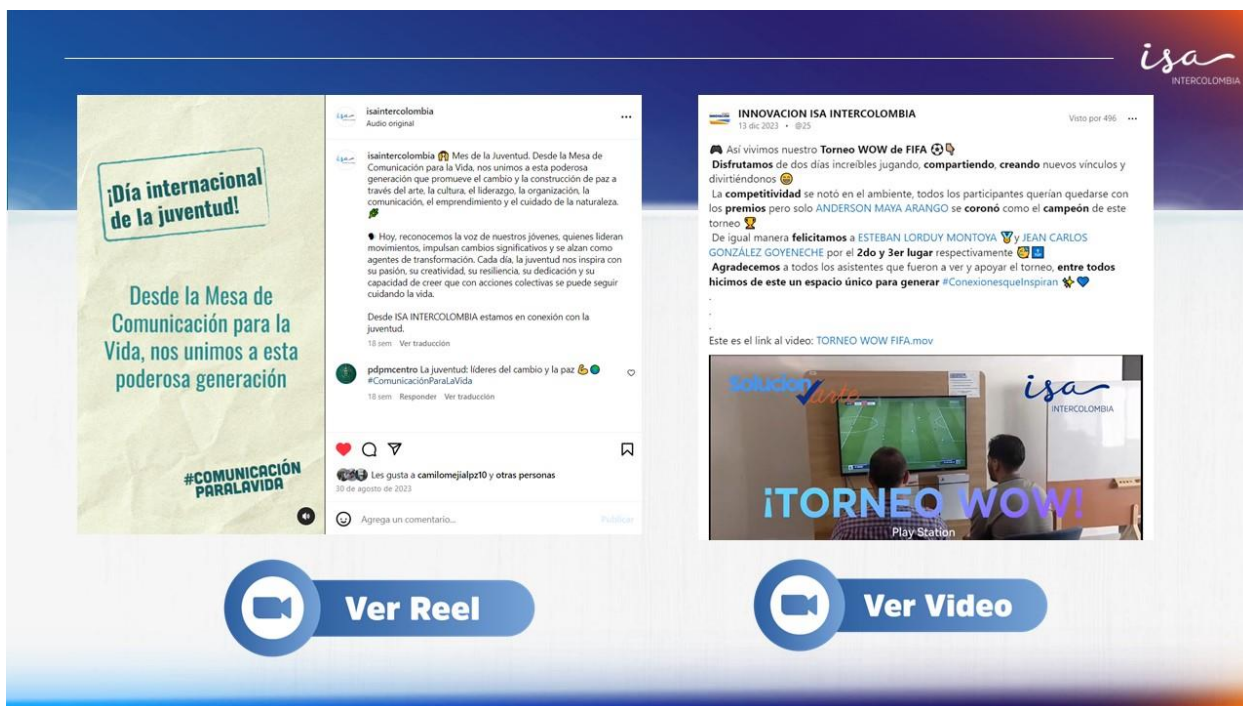 isa
INTERCOLOMBIA
¡Día internacional
de la juventud!
Desde la Mesa de
Comunicación para la
Vida, nos unimos a esta
poderosa generación
#COMUNICACIÓN
PARALAVIDA
isaintercolombia
Audio original
isaintercolombia Mes de la Juventud. Desde la Mesa de
Comunicación para la Vida, nos unimos a esta poderosa
generación que promueve el cambio y la construcción de paz a
través del arte, la cultura, el liderazgo, la organización, la
comunicación, el emprendimiento y el cuidado de la naturaleza.
Hoy, reconocemos la voz de nuestros jóvenes, quienes lideran
movimientos, impulsan cambios significativos y se alzan como
agentes de transformación. Cada día, la juventud nos inspira con
su pasión, su creatividad, su resiliencia, su dedicación y su
capacidad de creer que con acciones colectivas se puede seguir
cuidando la vida.
Desde ISA INTERCOLOMBIA estamos en conexión con la
juventud.
18 sem Ver traducción
pdpmcentro La juventud: líderes del cambio y la paz
#ComunicaciónParaLaVida
18 sem Responder Ver traducción
Les gusta a camilomejialpz10 y otras personas
30 de agosto de 2023
Agrega un comentario... Publicar
Ver Reel
INNOVACION ISA INTERCOLOMBIA
13 dic 2023 • @25
Visto por 496
Así vivimos nuestro Torneo WOW de FIFA
Disfrutamos de dos días increíbles jugando, compartiendo, creando nuevos vínculos y
divirtiéndonos
La competitividad se notó en el ambiente, todos los participantes querían quedarse con
los premios pero solo ANDERSON MAYA ARANGO se coronó como el campeón de este
torneo
De igual manera felicitamos a ESTEBAN LORDUY MONTOYA y JEAN CARLOS
GONZÁLEZ GOYENECHE por el 2do y 3er lugar respectivamente
Agradecemos a todos los asistentes que fueron a ver y apoyar el torneo, entre todos
hicimos de este un espacio único para generar #ConexionesqueInspiran
.
.
.
Este es el link al video: TORNEO WOW FIFA.mov
Solucionarte
isa
INTERCOLOMBIA
¡TORNEO WOW!
Play Station
Ver Video